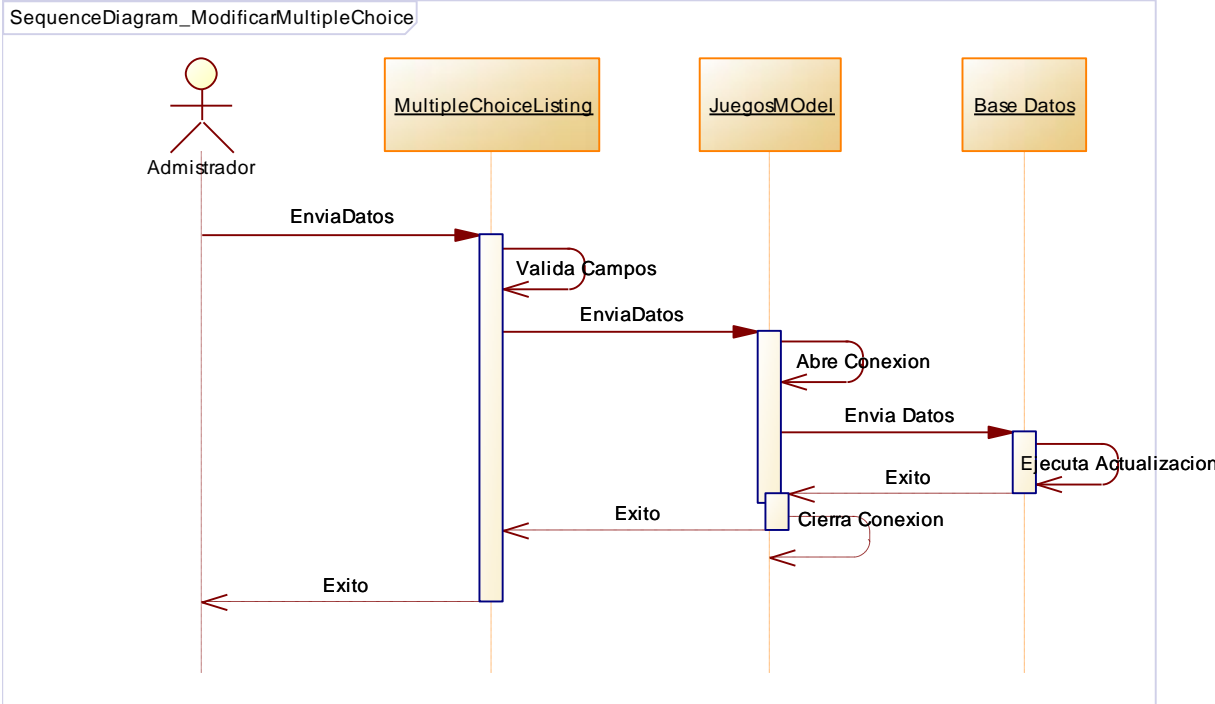 SequenceDiagram_ModificarMultipleChoice
MultipleChoiceListing
JuegosMOdel
Base Datos
Admistrador
EnviaDatos
Valida Campos
EnviaDatos
Abre Conexion
Envia Datos
Ejecuta Actualizacion
Exito
Exito
Cierra Conexion
Exito